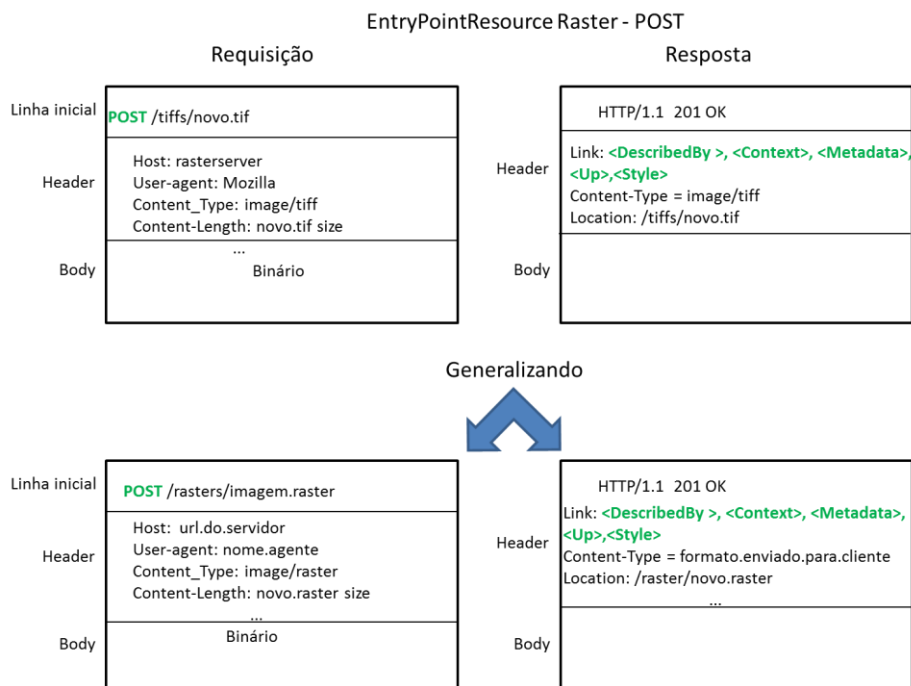 EntryPointResource Raster - POST
Requisição
Resposta
Linha inicial
POST /tiffs/novo.tif
Header
Host: rasterserver
User-agent: Mozilla
Content_Type: image/tiff
Content-Length: novo.tif size
...
Body
Binário
HTTP/1.1 201 OK
Header
Link: <DescribedBy >, <Context>, <Metadata>,
<Up>,<Style>
Content-Type = image/tiff
Location: /tiffs/novo.tif
Body
Generalizando
Linha inicial
POST /rasters/imagem.raster
Header
Host: url.do.servidor
User-agent: nome.agente
Content_Type: image/raster
Content-Length: novo.raster size
...
Body
Binário
HTTP/1.1 201 OK
Header
Link: <DescribedBy >, <Context>, <Metadata>,
<Up>,<Style>
Content-Type = formato.enviado.para.cliente
Location: /raster/novo.raster
...
Body